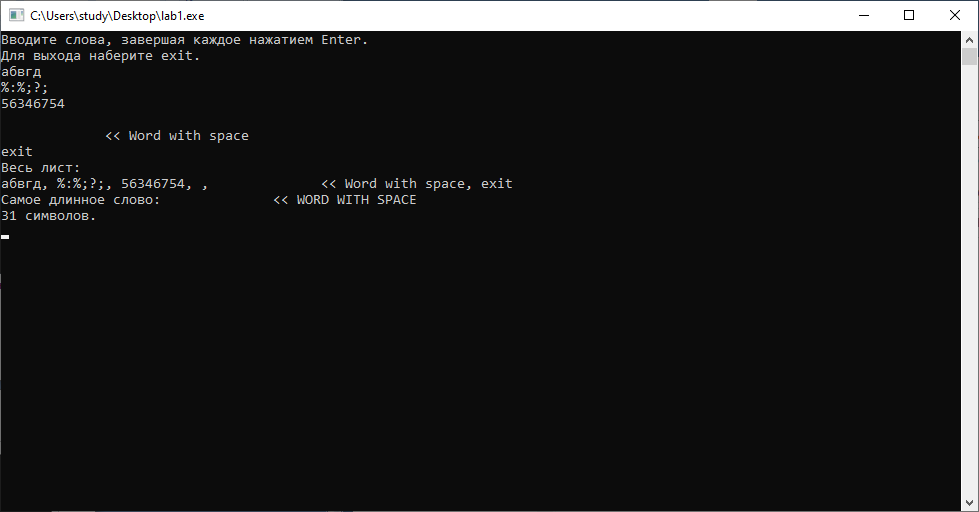 C:\Users\study\Desktop\lab1.exe
Вводите слова, завершая каждое нажатием Enter.
Для выхода наберите exit.
абвгд
%:%;?;
56346754
             << Word with space
exit
Весь лист:
абвгд, %:%;?;, 56346754, ,              << Word with space, exit
Самое длинное слово:              << WORD WITH SPACE
31 символов.